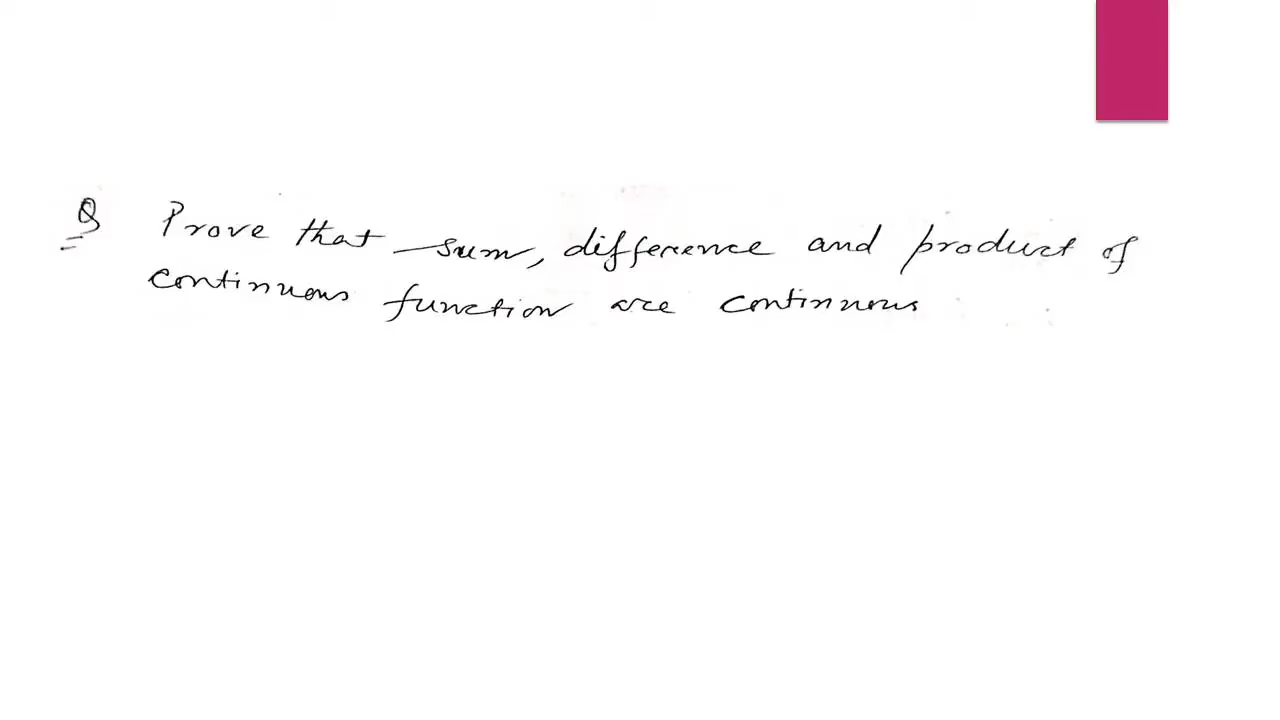 Q Prove that sum, difference and product of
continuous function are continuous